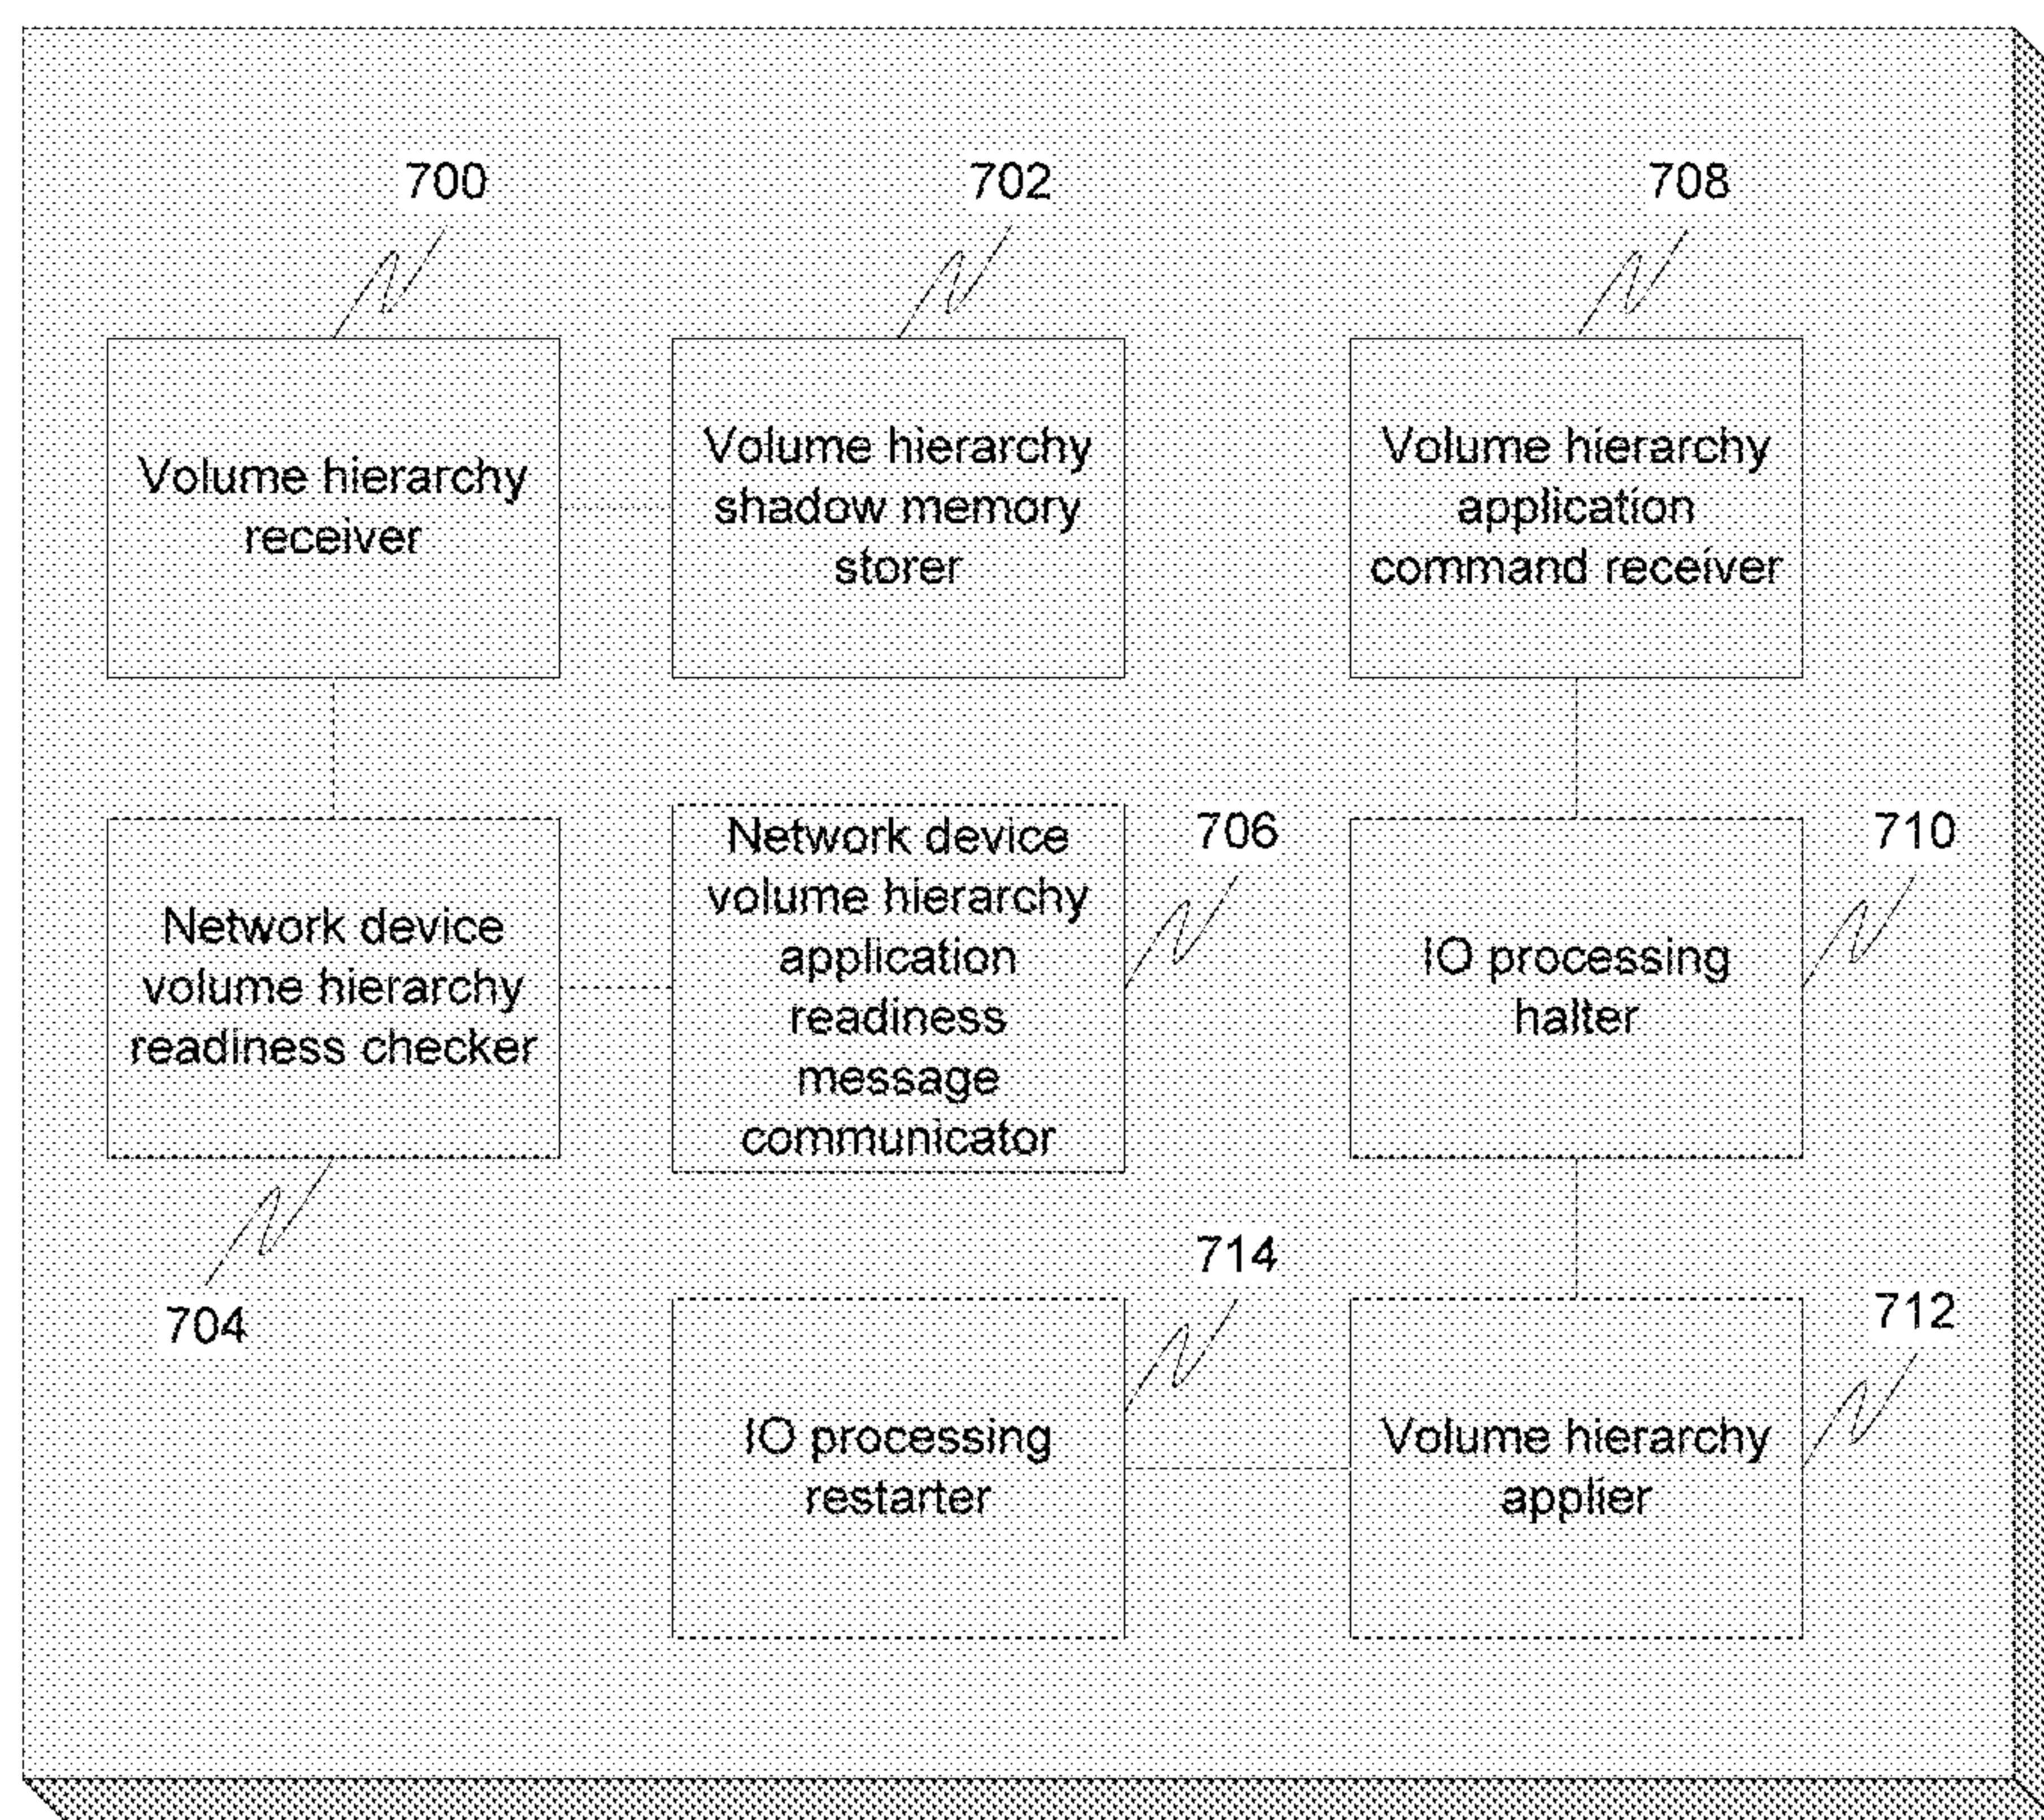 700
702
708
Volume hierarchy
receiver
Volume hierarchy
shadow memory
storer
Volume hierarchy
application
command receiver
Network device
volume hierarchy
readiness checker
704
Network device
volume hierarchy
application
readiness
message
communicator
706
IO processing
halter
710
IO processing
restarter
714
Volume hierarchy
applier
712